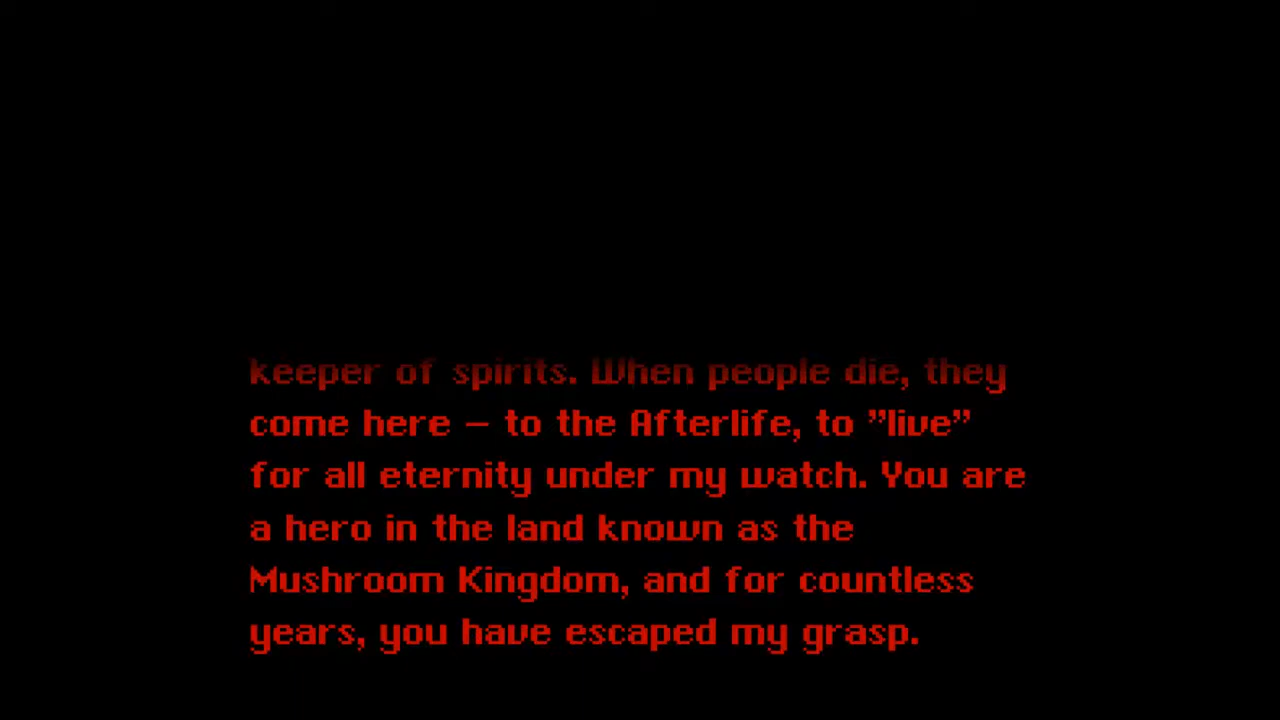 keeper of spirits. When people die, they
come here – to the Afterlife, to ”live”
for all eternity under my watch. You are
a hero in the land known as the
Mushroom Kingdom, and for countless
years, you have escaped my grasp.